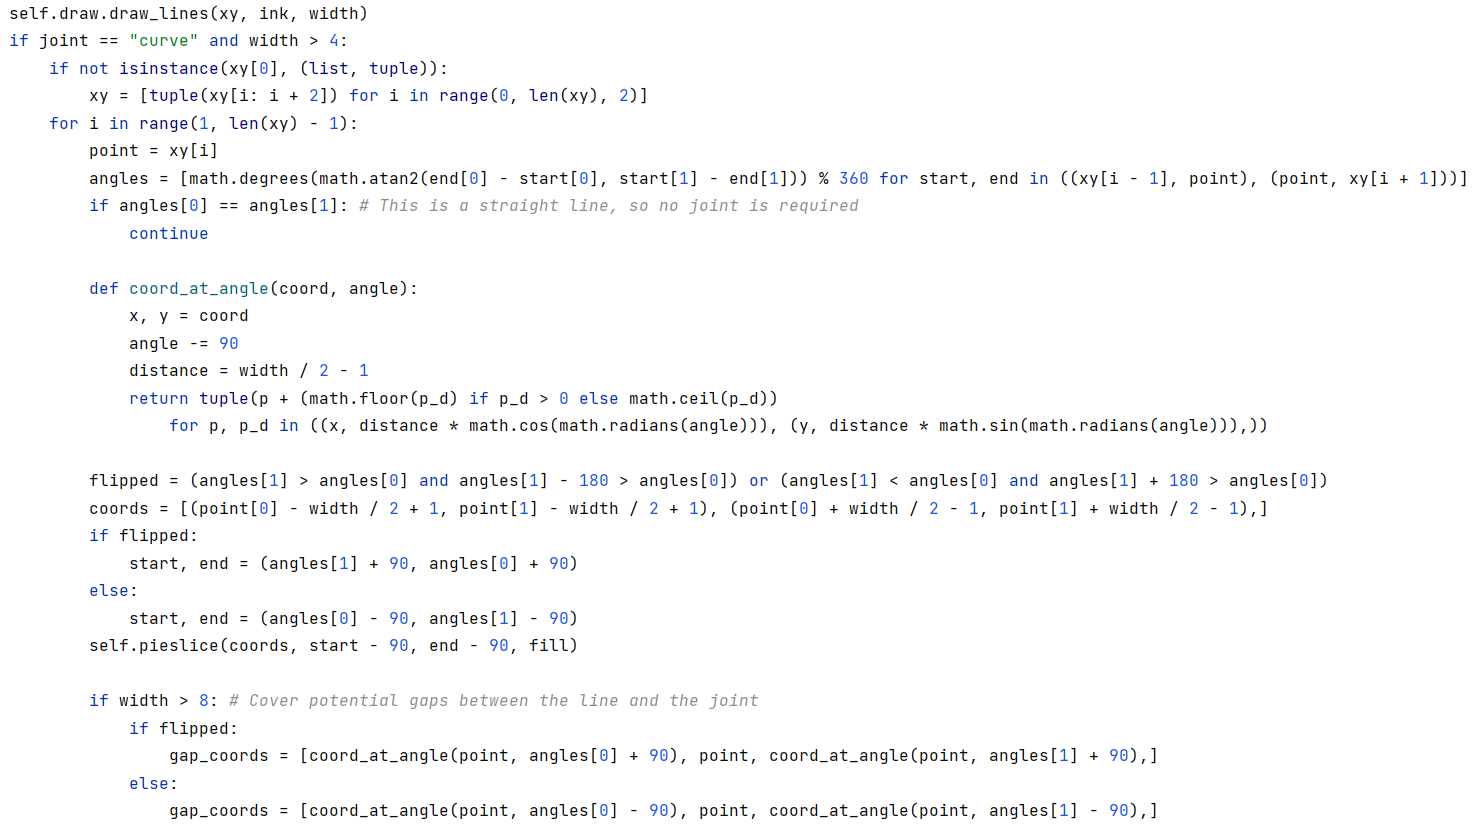 self.draw.draw_lines(xy, ink, width)
if joint == "curve" and width > 4:
    if not isinstance(xy[0], (list, tuple)):
        xy = [tuple(xy[i: i + 2]) for i in range(0, len(xy), 2)]
    for i in range(1, len(xy) - 1):
        point = xy[i]
        angles = [math.degrees(math.atan2(end[0] - start[0], start[1] - end[1])) % 360 for start, end in ((xy[i - 1], point), (point, xy[i + 1]))]
        if angles[0] == angles[1]: # This is a straight line, so no joint is required
            continue

        def coord_at_angle(coord, angle):
            x, y = coord
            angle -= 90
            distance = width / 2 - 1
            return tuple(p + (math.floor(p_d) if p_d > 0 else math.ceil(p_d))
                for p, p_d in ((x, distance * math.cos(math.radians(angle))), (y, distance * math.sin(math.radians(angle))),))

        flipped = (angles[1] > angles[0] and angles[1] - 180 > angles[0]) or (angles[1] < angles[0] and angles[1] + 180 > angles[0])
        coords = [(point[0] - width / 2 + 1, point[1] - width / 2 + 1), (point[0] + width / 2 - 1, point[1] + width / 2 - 1),]
        if flipped:
            start, end = (angles[1] + 90, angles[0] + 90)
        else:
            start, end = (angles[0] - 90, angles[1] - 90)
        self.pieslice(coords, start - 90, end - 90, fill)

        if width > 8: # Cover potential gaps between the line and the joint
            if flipped:
                gap_coords = [coord_at_angle(point, angles[0] + 90), point, coord_at_angle(point, angles[1] + 90),]
            else:
                gap_coords = [coord_at_angle(point, angles[0] - 90), point, coord_at_angle(point, angles[1] - 90),]